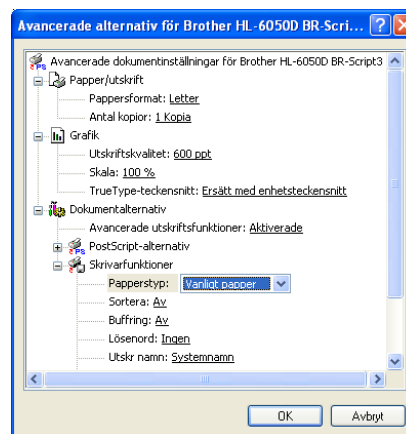 Avancerade alternativ för Brother HL-6050D BR-Scri...
Avancerade dokumentinställningar för Brother HL-6050D BR-Script3
Papper/utskrift
Pappersformat: Letter
Antal kopior: 1 Kopia
Grafik
Utskriftskvalitet: 600 ppt
Skala: 100 %
TrueType-teckensnitt: Ersätt med enhetsteckensnitt
Dokumentalternativ
Avancerade utskriftsfunktioner: Aktiverade
PostScript-alternativ
Skrivarfunktioner
Papperstyp: Vanligt papper
Sortera: Av
Buffring: Av
Lösenord: Ingen
Utskr namn: Systemnamn
OK Avbryt